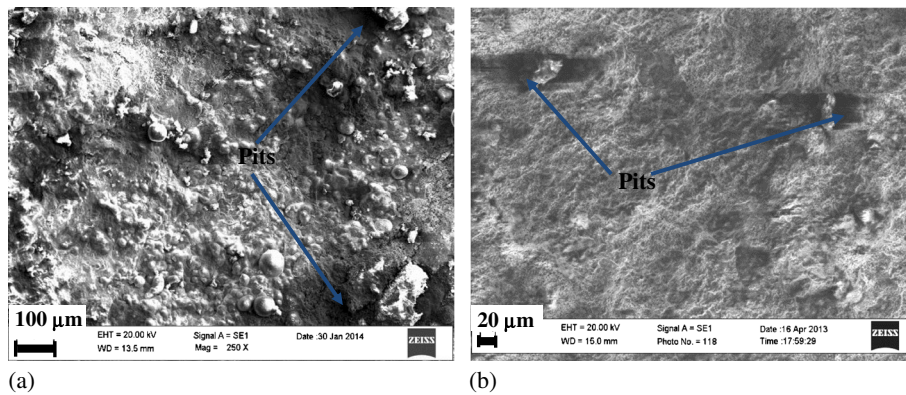 Pits
100 µm
EHT = 20.00 kV
WD = 13.5 mm
Signal A = SE1
Mag = 250 X
Date :30 Jan 2014
ZEISS
(a)
Pits
20 µm
EHT = 20.00 kV
WD = 15.0 mm
Signal A = SE1
Photo No. = 118
Date :16 Apr 2013
Time :17:59:29
ZEISS
(b)